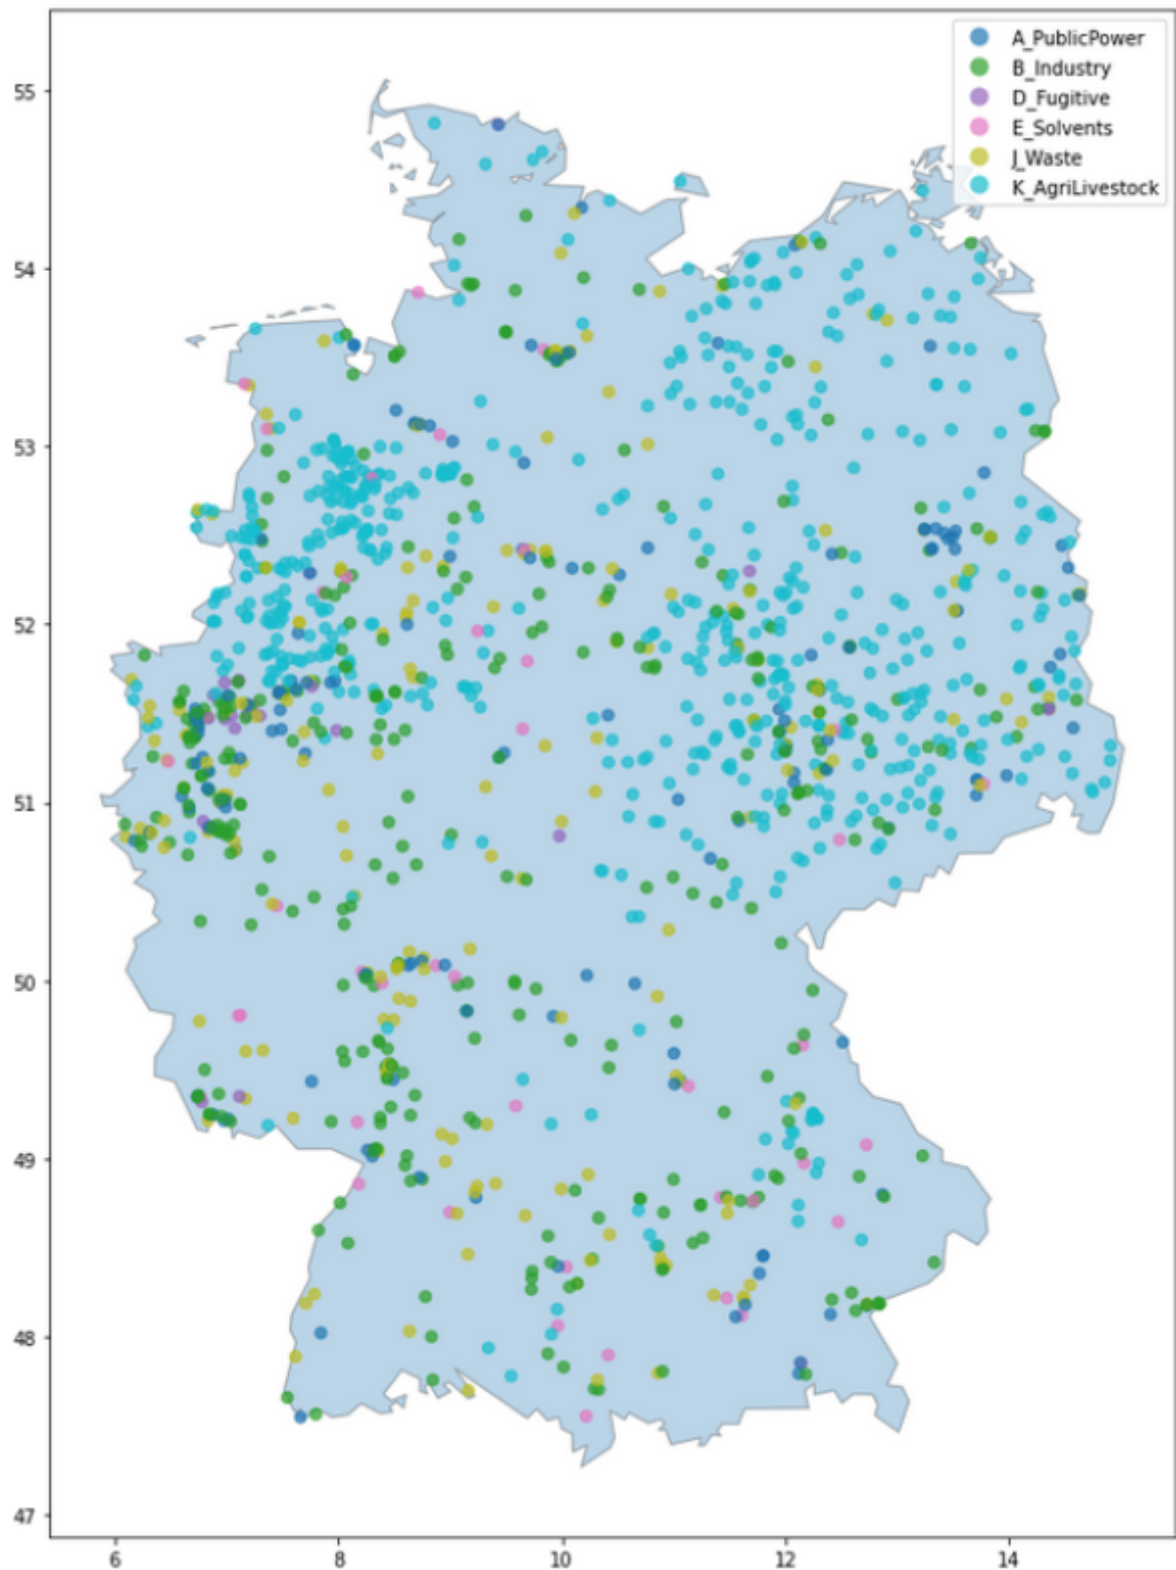 A_PublicPower
B_Industry
D_Fugitive
E_Solvents
J_Waste
K_AgriLivestock
55
54
53
52
51
50
49
48
47
6 8 10 12 14